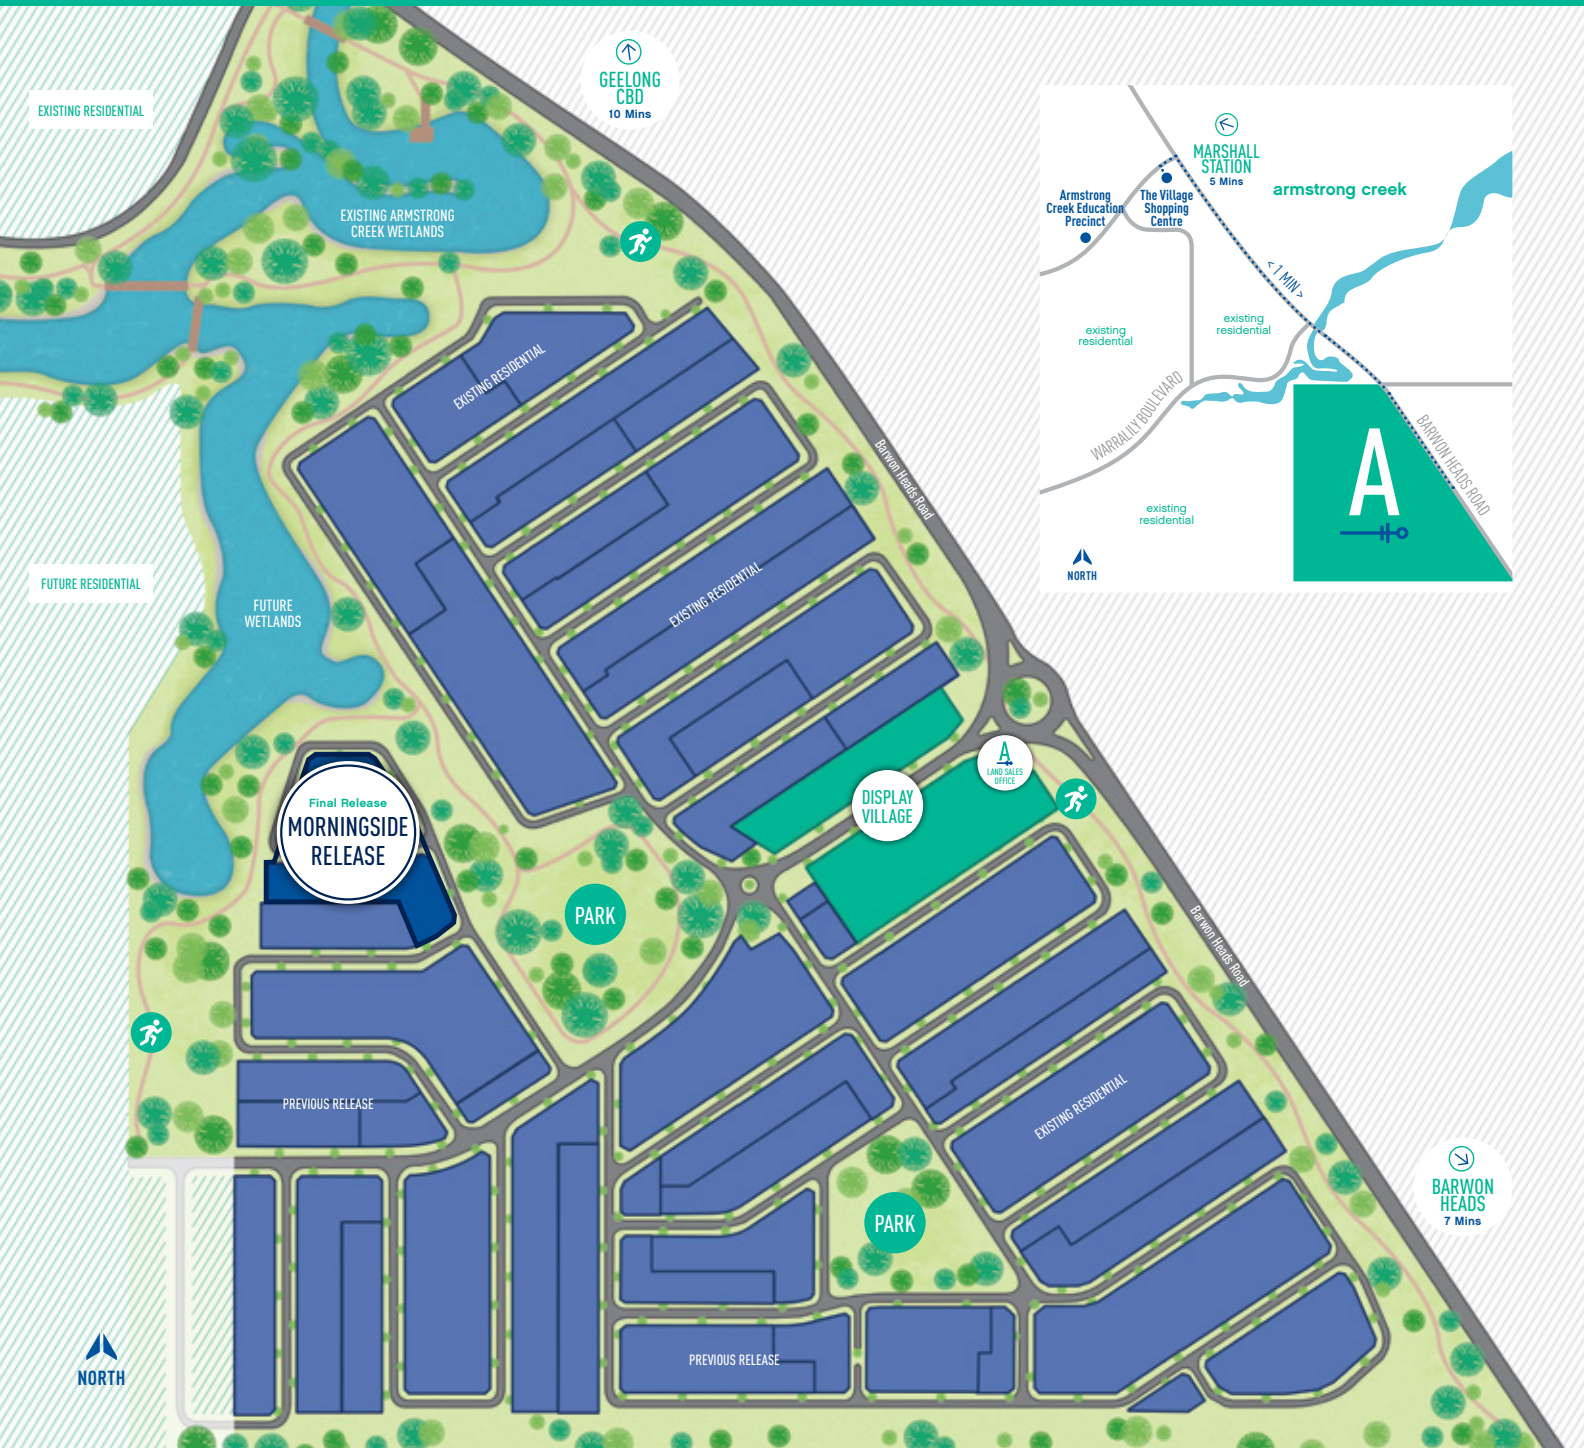 EXISTING RESIDENTIAL
GEELONG
CBD
10 Mins
MARSHALL
STATION
5 Mins
armstrong creek
Armstrong
Creek Education
Precinct
The Village
Shopping
Centre
< 1 MIN >
existing
residential
existing
residential
WARRALILY BOULEVARD
BARWON HEADS ROAD
existing
residential
A
NORTH
EXISTING ARMSTRONG
CREEK WETLANDS
EXISTING RESIDENTIAL
Barwon Heads Road
FUTURE RESIDENTIAL
FUTURE
WETLANDS
EXISTING RESIDENTIAL
A
LAND SALES
OFFICE
DISPLAY
VILLAGE
Final Release
MORNINGSIDE
RELEASE
PARK
Barwon Heads Road
PREVIOUS RELEASE
EXISTING RESIDENTIAL
PARK
BARWON
HEADS
7 Mins
PREVIOUS RELEASE
NORTH